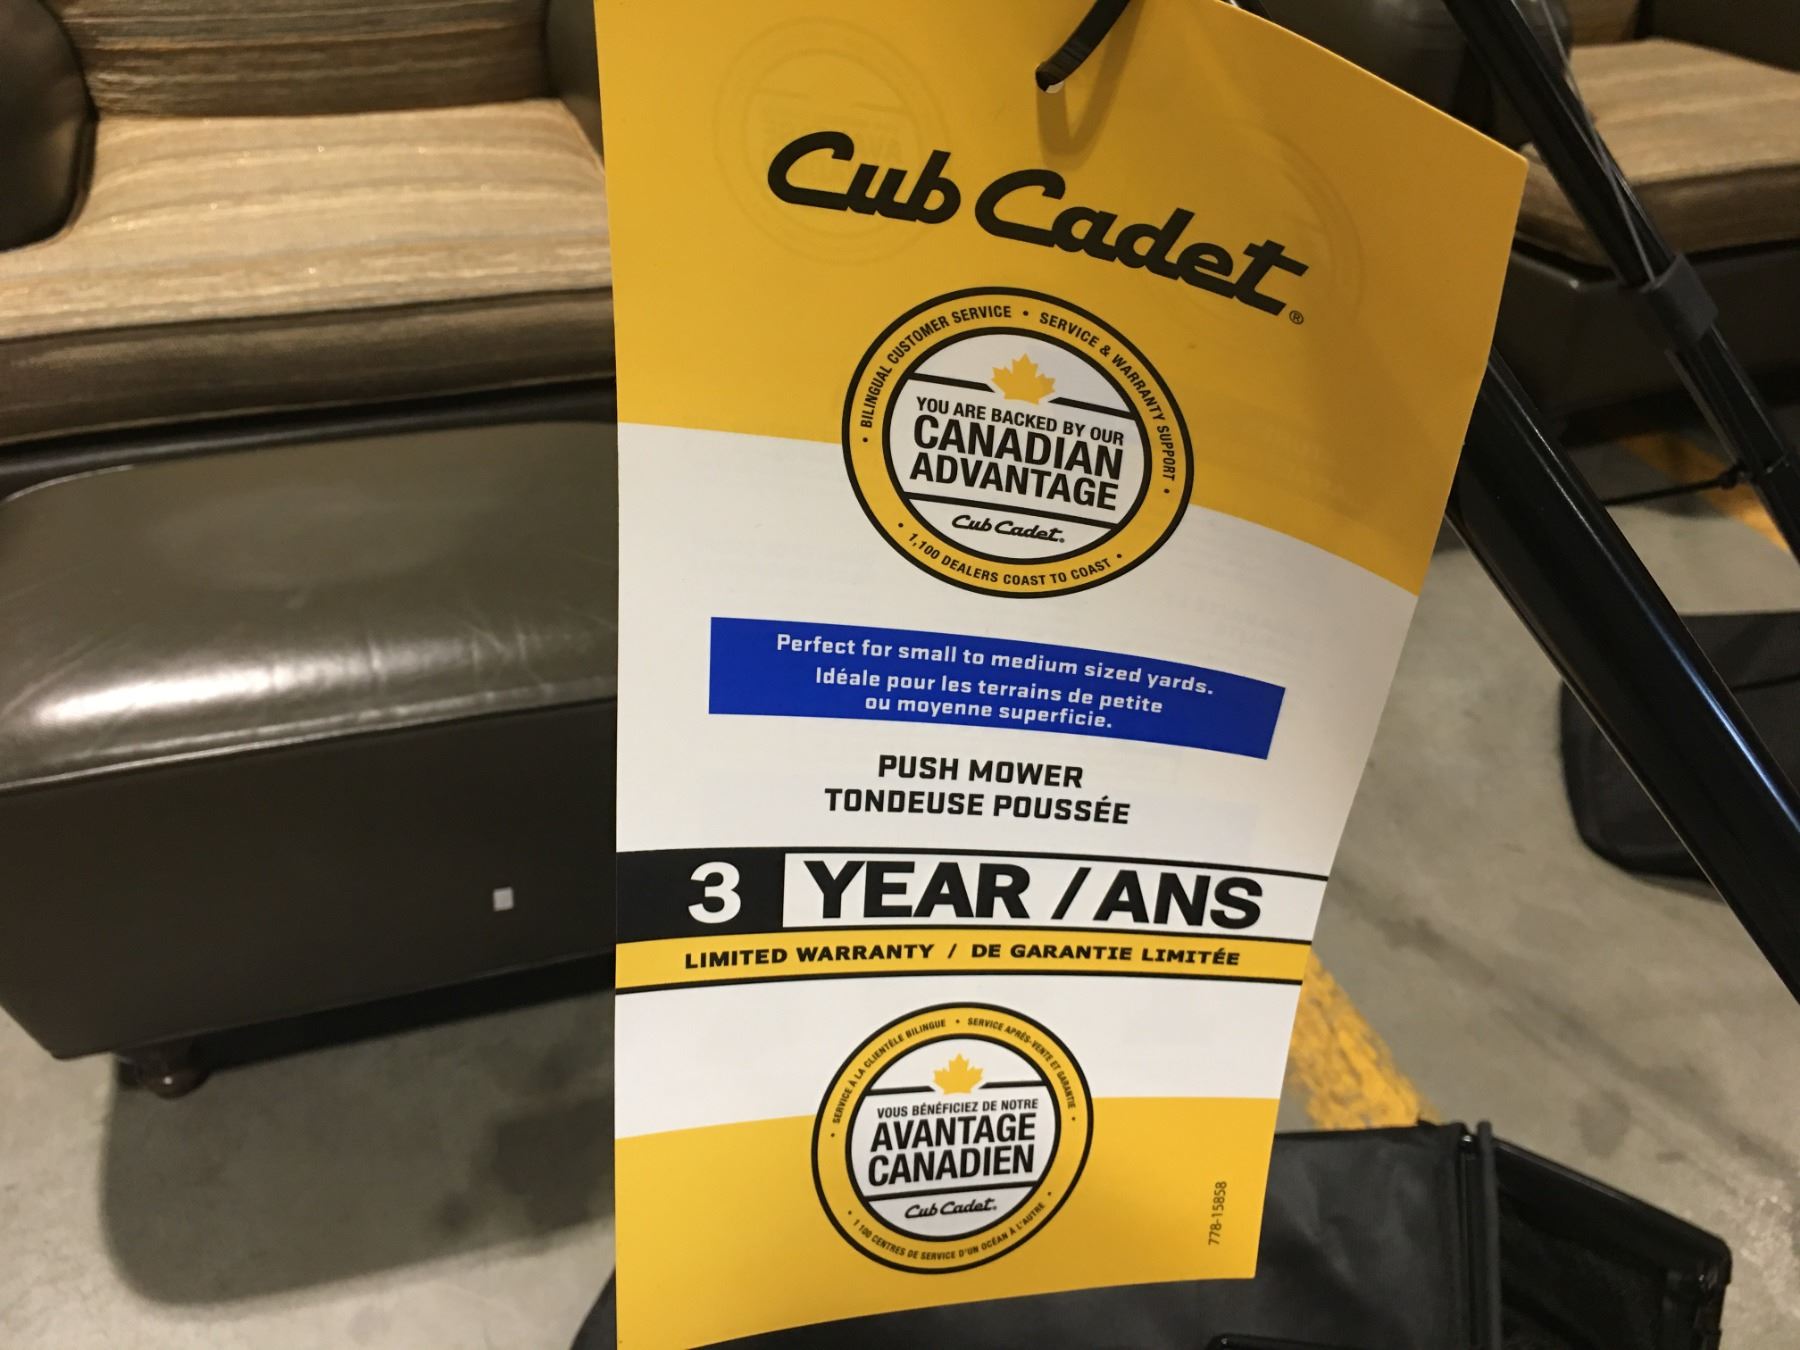 Cub Cadet®
• BILINGUAL CUSTOMER SERVICE • SERVICE & WARRANTY SUPPORT •
YOU ARE BACKED BY OUR
CANADIAN
ADVANTAGE
Cub Cadet®
• 1,100 DEALERS COAST TO COAST •
Perfect for small to medium sized yards.
Idéale pour les terrains de petite
ou moyenne superficie.
PUSH MOWER
TONDEUSE POUSSÉE
3 YEAR / ANS
LIMITED WARRANTY / DE GARANTIE LIMITÉE
• SERVICE À LA CLIENTÈLE BILINGUE • SERVICE APRÈS-VENTE ET GARANTIE •
VOUS BÉNÉFICIEZ DE NOTRE
AVANTAGE
CANADIEN
Cub Cadet®
• 1 100 CENTRES DE SERVICE D'UN OCÉAN À L'AUTRE •
778-15858